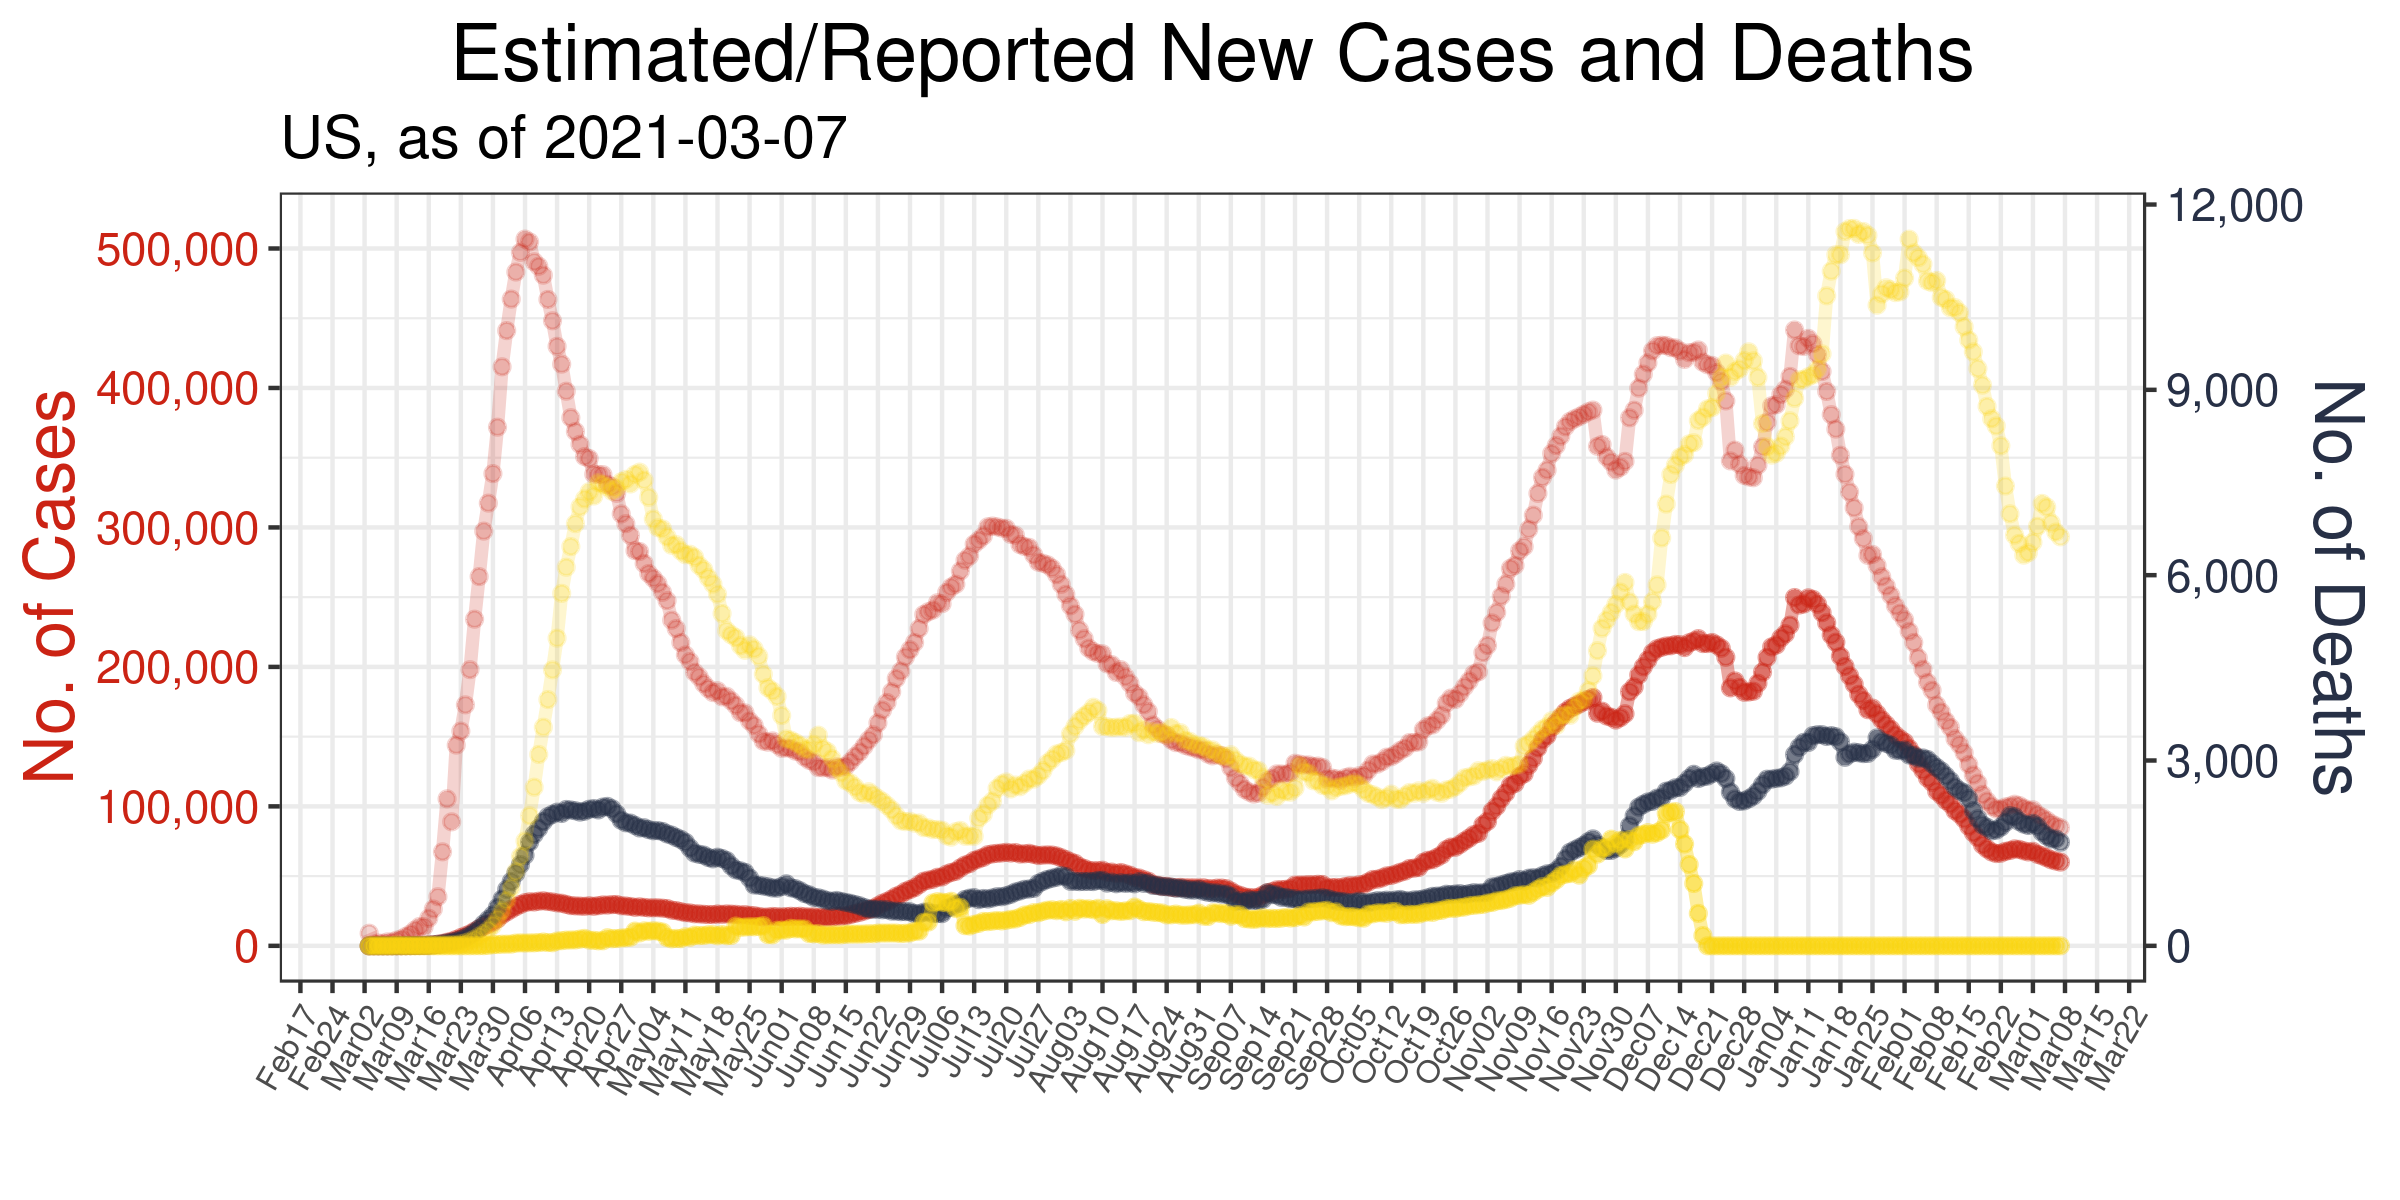 Estimated/Reported New Cases and Deaths
US, as of 2021-03-07
No. of Cases
500,000
400,000
300,000
200,000
100,000
0
12,000
9,000
6,000
3,000
0
No. of Deaths
Feb17
Feb24
Mar02
Mar09
Mar16
Mar23
Mar30
Apr06
Apr13
Apr20
Apr27
May04
May11
May18
May25
Jun01
Jun08
Jun15
Jun22
Jun29
Jul06
Jul13
Jul20
Jul27
Aug03
Aug10
Aug17
Aug24
Aug31
Sep07
Sep14
Sep21
Sep28
Oct05
Oct12
Oct19
Oct26
Nov02
Nov09
Nov16
Nov23
Nov30
Dec07
Dec14
Dec21
Dec28
Jan04
Jan11
Jan18
Jan25
Feb01
Feb08
Feb15
Feb22
Mar01
Mar08
Mar15
Mar22